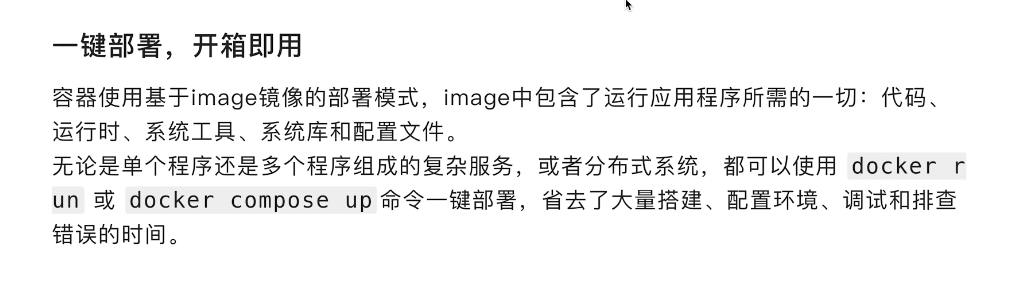 一键部署，开箱即用
容器使用基于image镜像的部署模式，image中包含了运行应用程序所需的一切：代码、
运行时、系统工具、系统库和配置文件。
无论是单个程序还是多个程序组成的复杂服务，或者分布式系统，都可以使用 docker r
un 或 docker compose up 命令一键部署，省去了大量搭建、配置环境、调试和排查
错误的时间。